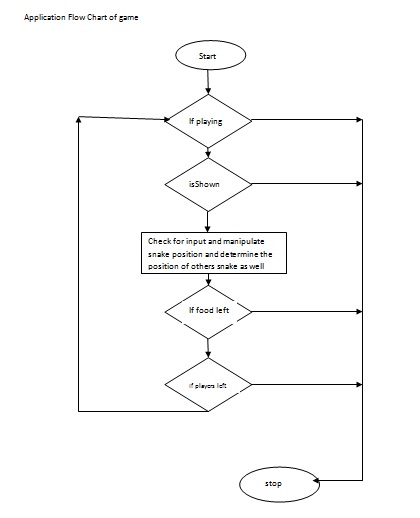 Application Flow Chart of game
Start
If playing
isShown
Check for input and manipulate
snake position and determine the
position of others snake as well
If food left
if players left
stop